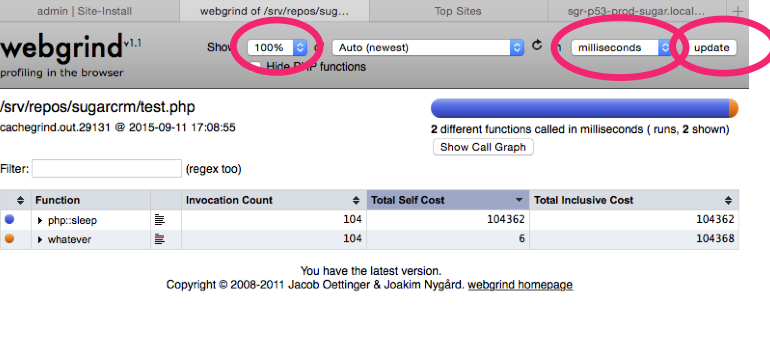 admin | Site-Install
webgrind of /srv/repos/sug...
Top Sites
sgr-p53-prod-sugar.local...
webgrind v1.1
profiling in the browser
Show 100% Auto (newest) milliseconds update
Hide PHP functions
/srv/repos/sugarcrm/test.php
cachegrind.out.29131 @ 2015-09-11 17:08:55
2 different functions called in milliseconds ( runs, 2 shown)
Show Call Graph
Filter: (regex too)
Function Invocation Count Total Self Cost Total Inclusive Cost
php::sleep 104 104362 104362
whatever 104 6 104368
You have the latest version.
Copyright © 2008-2011 Jacob Oettinger & Joakim Nygård. webgrind homepage